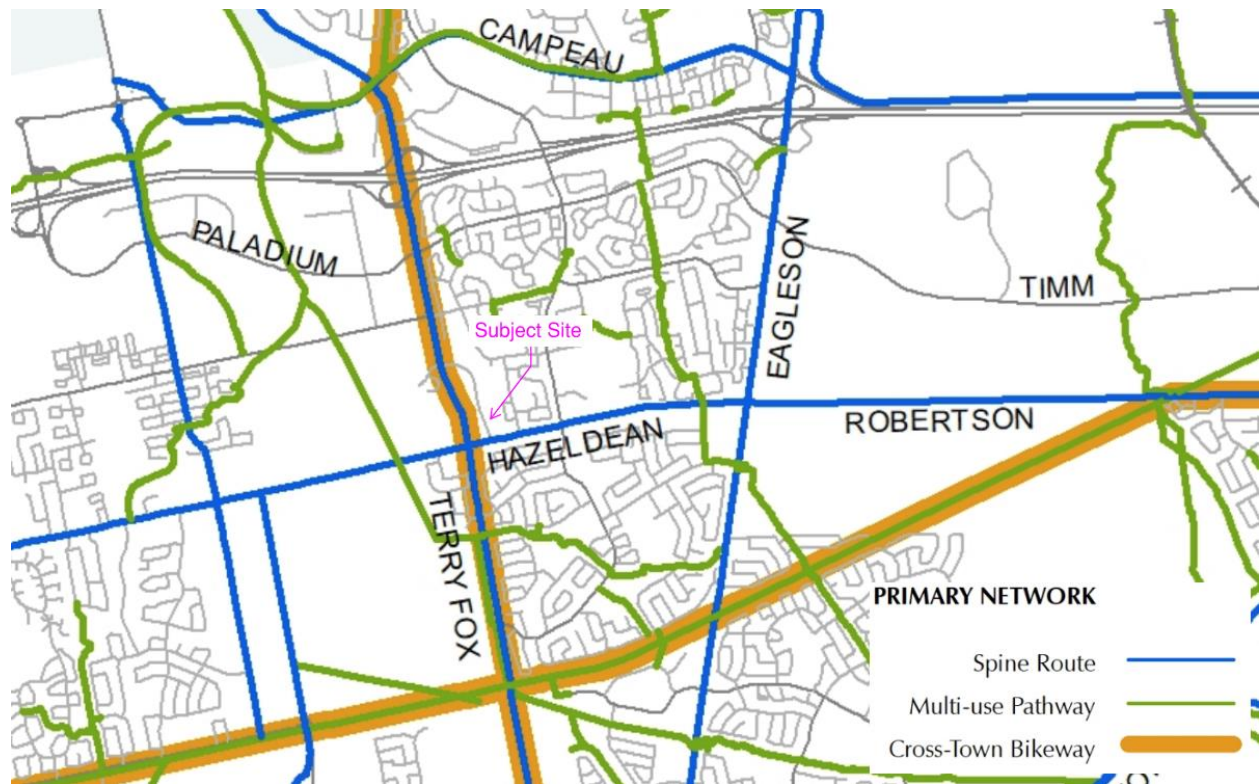 CAMPEAU
PALADIUM
EAGLESON
TIMM
Subject Site
HAZELDEAN
ROBERTSON
TERRY FOX
PRIMARY NETWORK
Spine Route
Multi-use Pathway
Cross-Town Bikeway